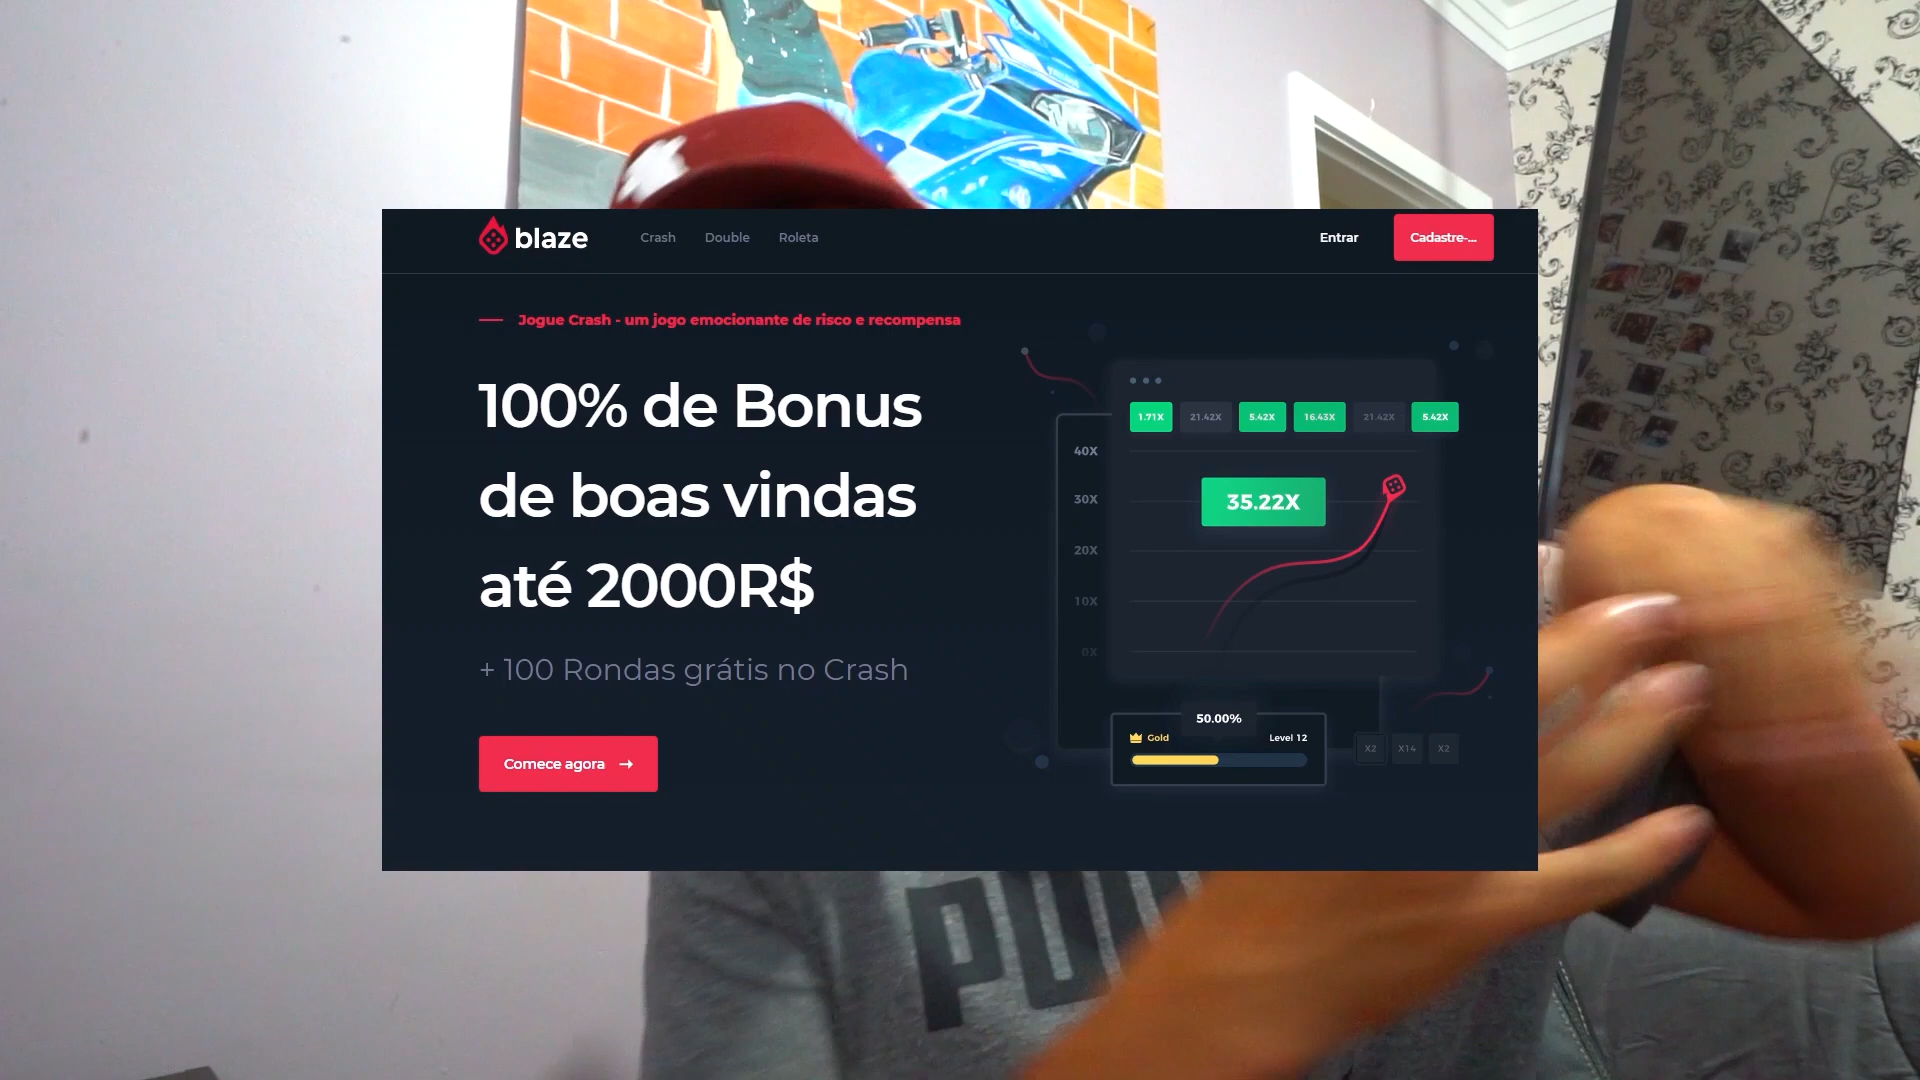 blaze
Crash
Double
Roleta
Entrar
Cadastre-...
Jogue Crash - um jogo emocionante de risco e recompensa
100% de Bonus
de boas vindas
até 2000R$
+ 100 Rondas grátis no Crash
Comece agora
1.71X
21.42X
5.42X
16.43X
21.42X
5.42X
40X
30X
20X
10X
0X
35.22X
50.00%
Gold
Level 12
X2
X14
X2